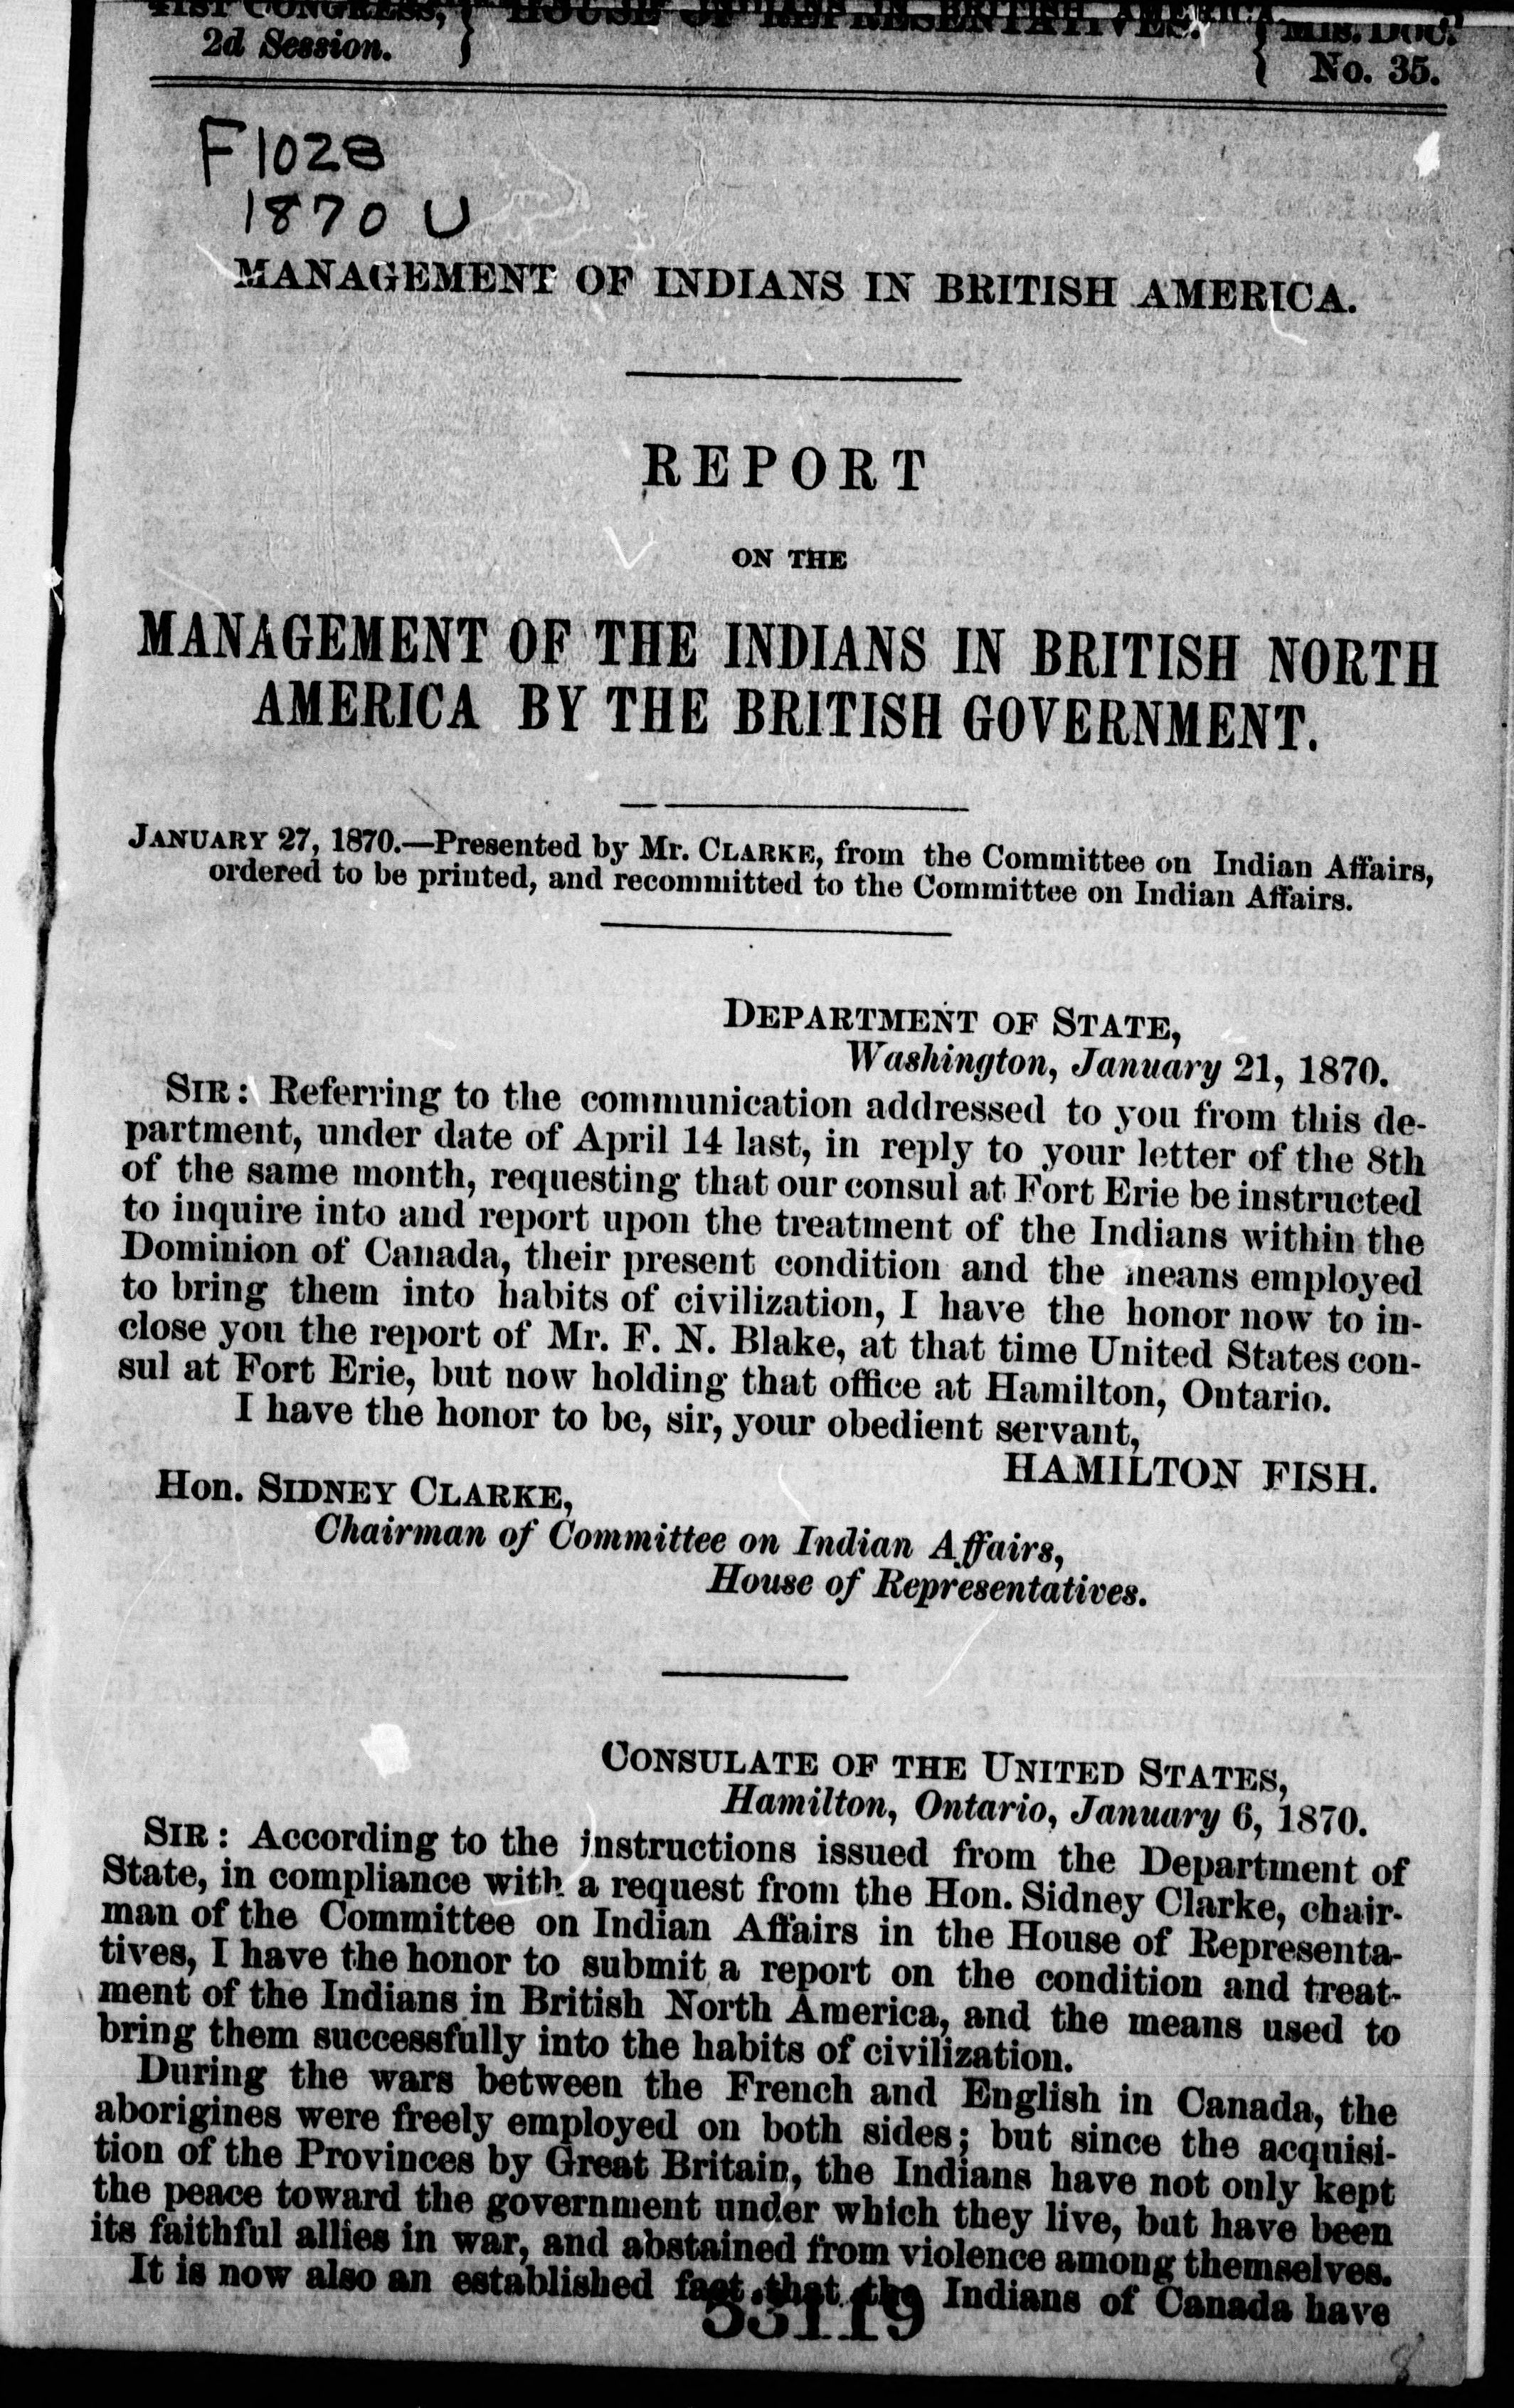 41ST CONGRESS, } HOUSE OF REPRESENTATIVES. { MIS. DOC.
2d Session. No. 35.
F1028
1870 U
MANAGEMENT OF INDIANS IN BRITISH AMERICA.
REPORT
ON THE
MANAGEMENT OF THE INDIANS IN BRITISH NORTH
AMERICA BY THE BRITISH GOVERNMENT.
JANUARY 27, 1870.—Presented by Mr. CLARKE, from the Committee on Indian Affairs,
ordered to be printed, and recommitted to the Committee on Indian Affairs.
DEPARTMENT OF STATE,
Washington, January 21, 1870.
SIR: Referring to the communication addressed to you from this de-
partment, under date of April 14 last, in reply to your letter of the 8th
of the same month, requesting that our consul at Fort Erie be instructed
to inquire into and report upon the treatment of the Indians within the
Dominion of Canada, their present condition and the means employed
to bring them into habits of civilization, I have the honor now to in-
close you the report of Mr. F. N. Blake, at that time United States con-
sul at Fort Erie, but now holding that office at Hamilton, Ontario.
I have the honor to be, sir, your obedient servant,
HAMILTON FISH.
Hon. SIDNEY CLARKE,
Chairman of Committee on Indian Affairs,
House of Representatives.
CONSULATE OF THE UNITED STATES,
Hamilton, Ontario, January 6, 1870.
SIR: According to the instructions issued from the Department of
State, in compliance with a request from the Hon. Sidney Clarke, chair-
man of the Committee on Indian Affairs in the House of Representa-
tives, I have the honor to submit a report on the condition and treat-
ment of the Indians in British North America, and the means used to
bring them successfully into the habits of civilization.
During the wars between the French and English in Canada, the
aborigines were freely employed on both sides; but since the acquisi-
tion of the Provinces by Great Britain, the Indians have not only kept
the peace toward the government under which they live, but have been
its faithful allies in war, and abstained from violence among themselves.
It is now also an established fact that the Indians of Canada have
33119
8